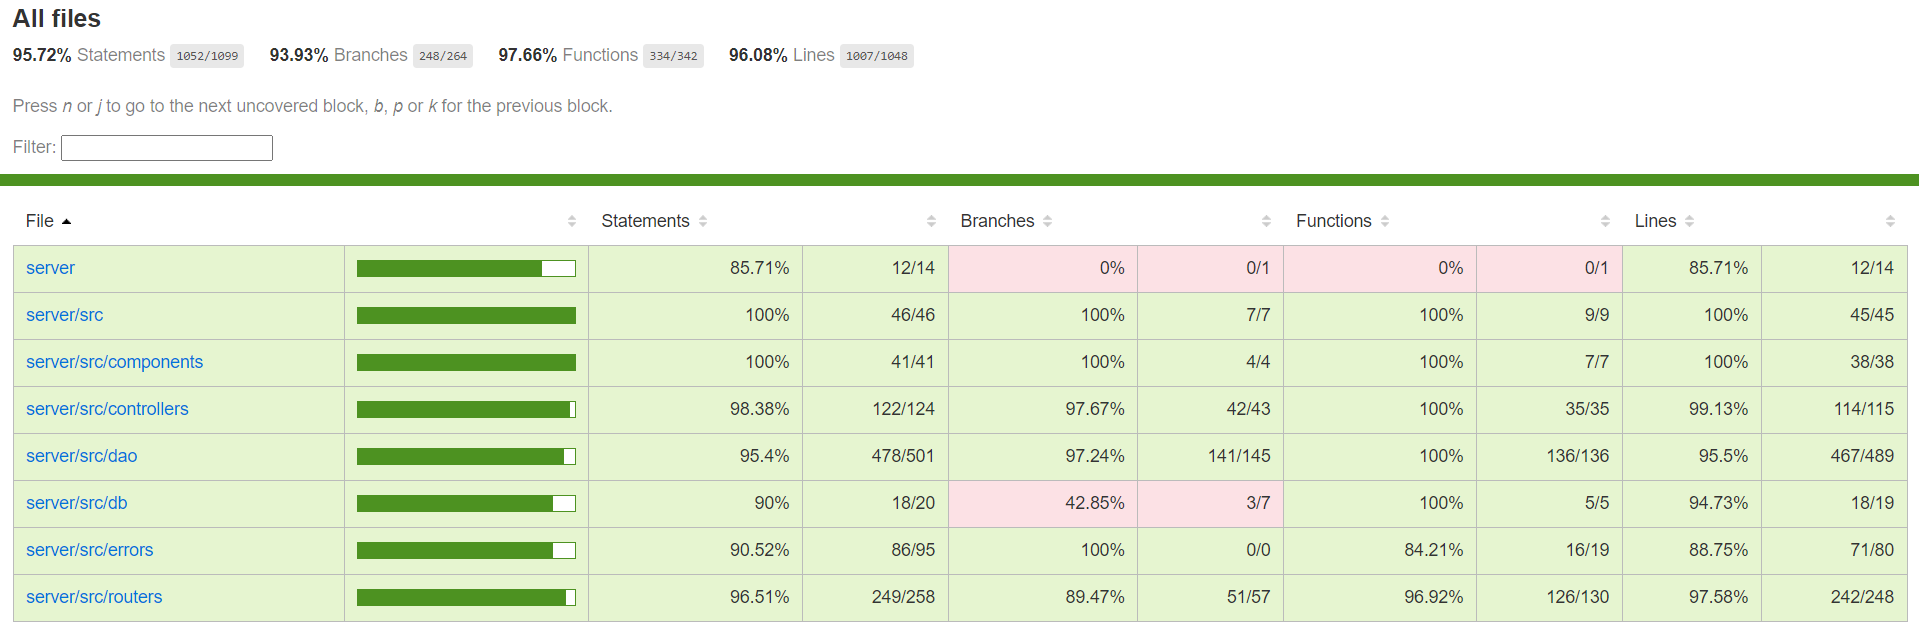 All files
95.72% Statements 1052/1099 93.93% Branches 248/264 97.66% Functions 334/342 96.08% Lines 1007/1048
Press n or j to go to the next uncovered block, b, p or k for the previous block.
Filter:
File Statements Branches Functions Lines
server 85.71% 12/14 0% 0/1 0% 0/1 85.71% 12/14
server/src 100% 46/46 100% 7/7 100% 9/9 100% 45/45
server/src/components 100% 41/41 100% 4/4 100% 7/7 100% 38/38
server/src/controllers 98.38% 122/124 97.67% 42/43 100% 35/35 99.13% 114/115
server/src/dao 95.4% 478/501 97.24% 141/145 100% 136/136 95.5% 467/489
server/src/db 90% 18/20 42.85% 3/7 100% 5/5 94.73% 18/19
server/src/errors 90.52% 86/95 100% 0/0 84.21% 16/19 88.75% 71/80
server/src/routers 96.51% 249/258 89.47% 51/57 96.92% 126/130 97.58% 242/248